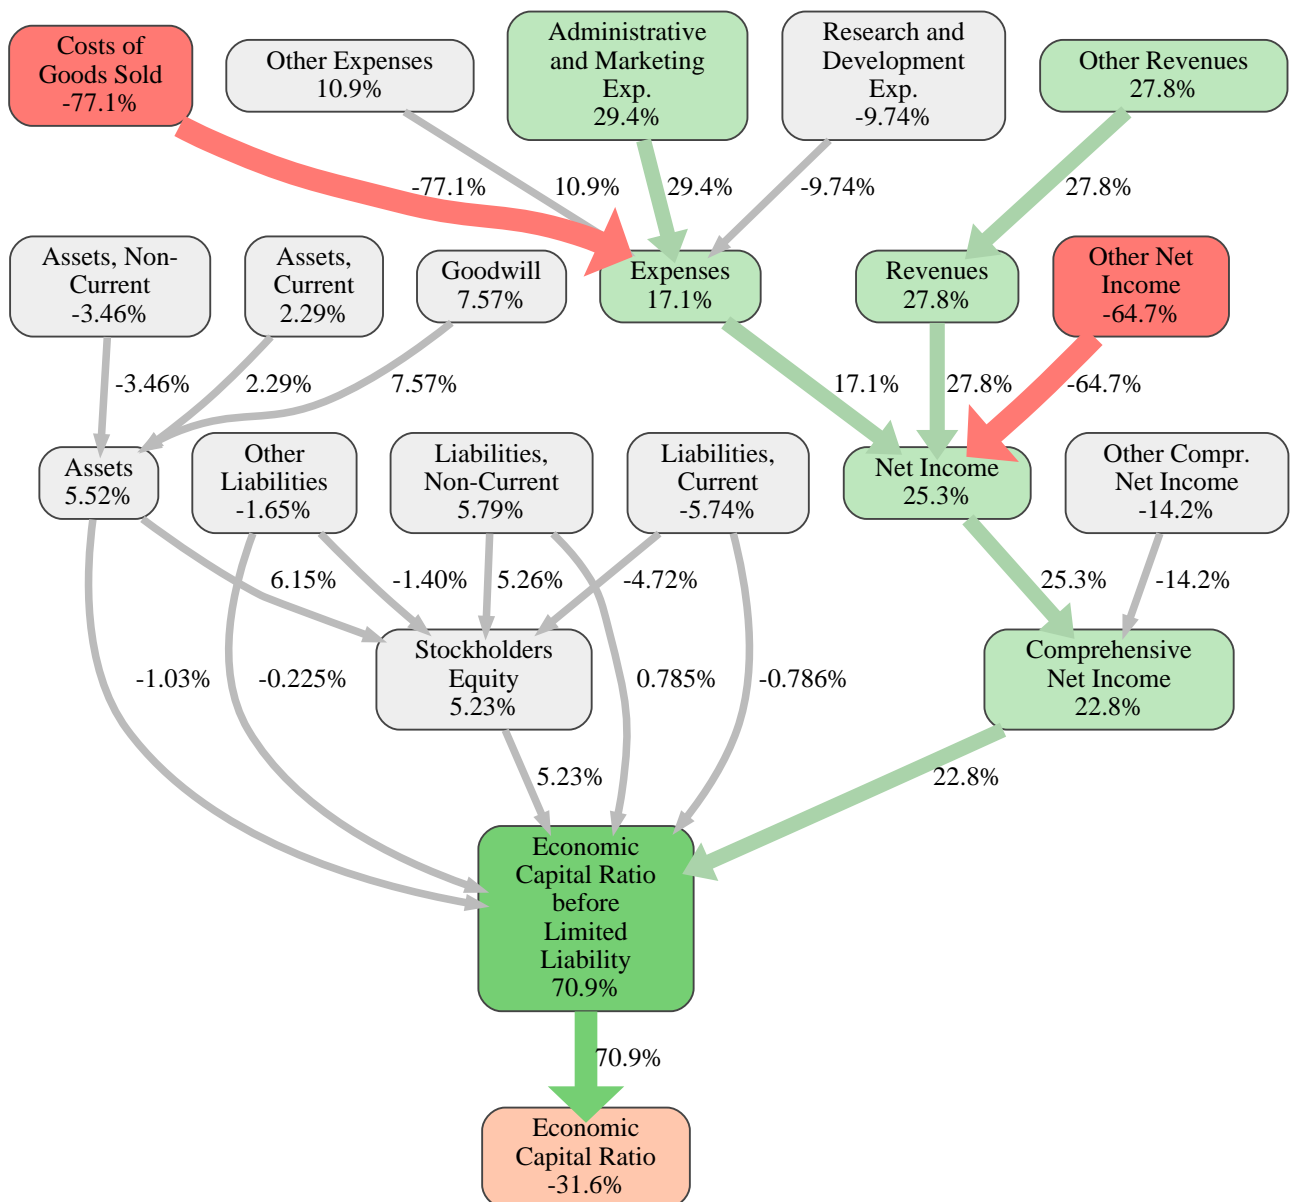 Costs of
Goods Sold
-77.1%
Other Expenses
10.9%
Administrative
and Marketing
Exp.
29.4%
Research and
Development
Exp.
-9.74%
Other Revenues
27.8%
-77.1%
10.9%
29.4%
-9.74%
27.8%
Assets, Non-
Current
-3.46%
Assets,
Current
2.29%
Goodwill
7.57%
Expenses
17.1%
Revenues
27.8%
Other Net
Income
-64.7%
-3.46%
2.29%
7.57%
17.1%
27.8%
-64.7%
Assets
5.52%
Other
Liabilities
-1.65%
Liabilities,
Non-Current
5.79%
Liabilities,
Current
-5.74%
Net Income
25.3%
Other Compr.
Net Income
-14.2%
6.15%
-1.40%
5.26%
-4.72%
25.3%
-14.2%
Stockholders
Equity
5.23%
Comprehensive
Net Income
22.8%
-1.03%
-0.225%
0.785%
-0.786%
5.23%
22.8%
Economic
Capital Ratio
before
Limited
Liability
70.9%
70.9%
Economic
Capital Ratio
-31.6%